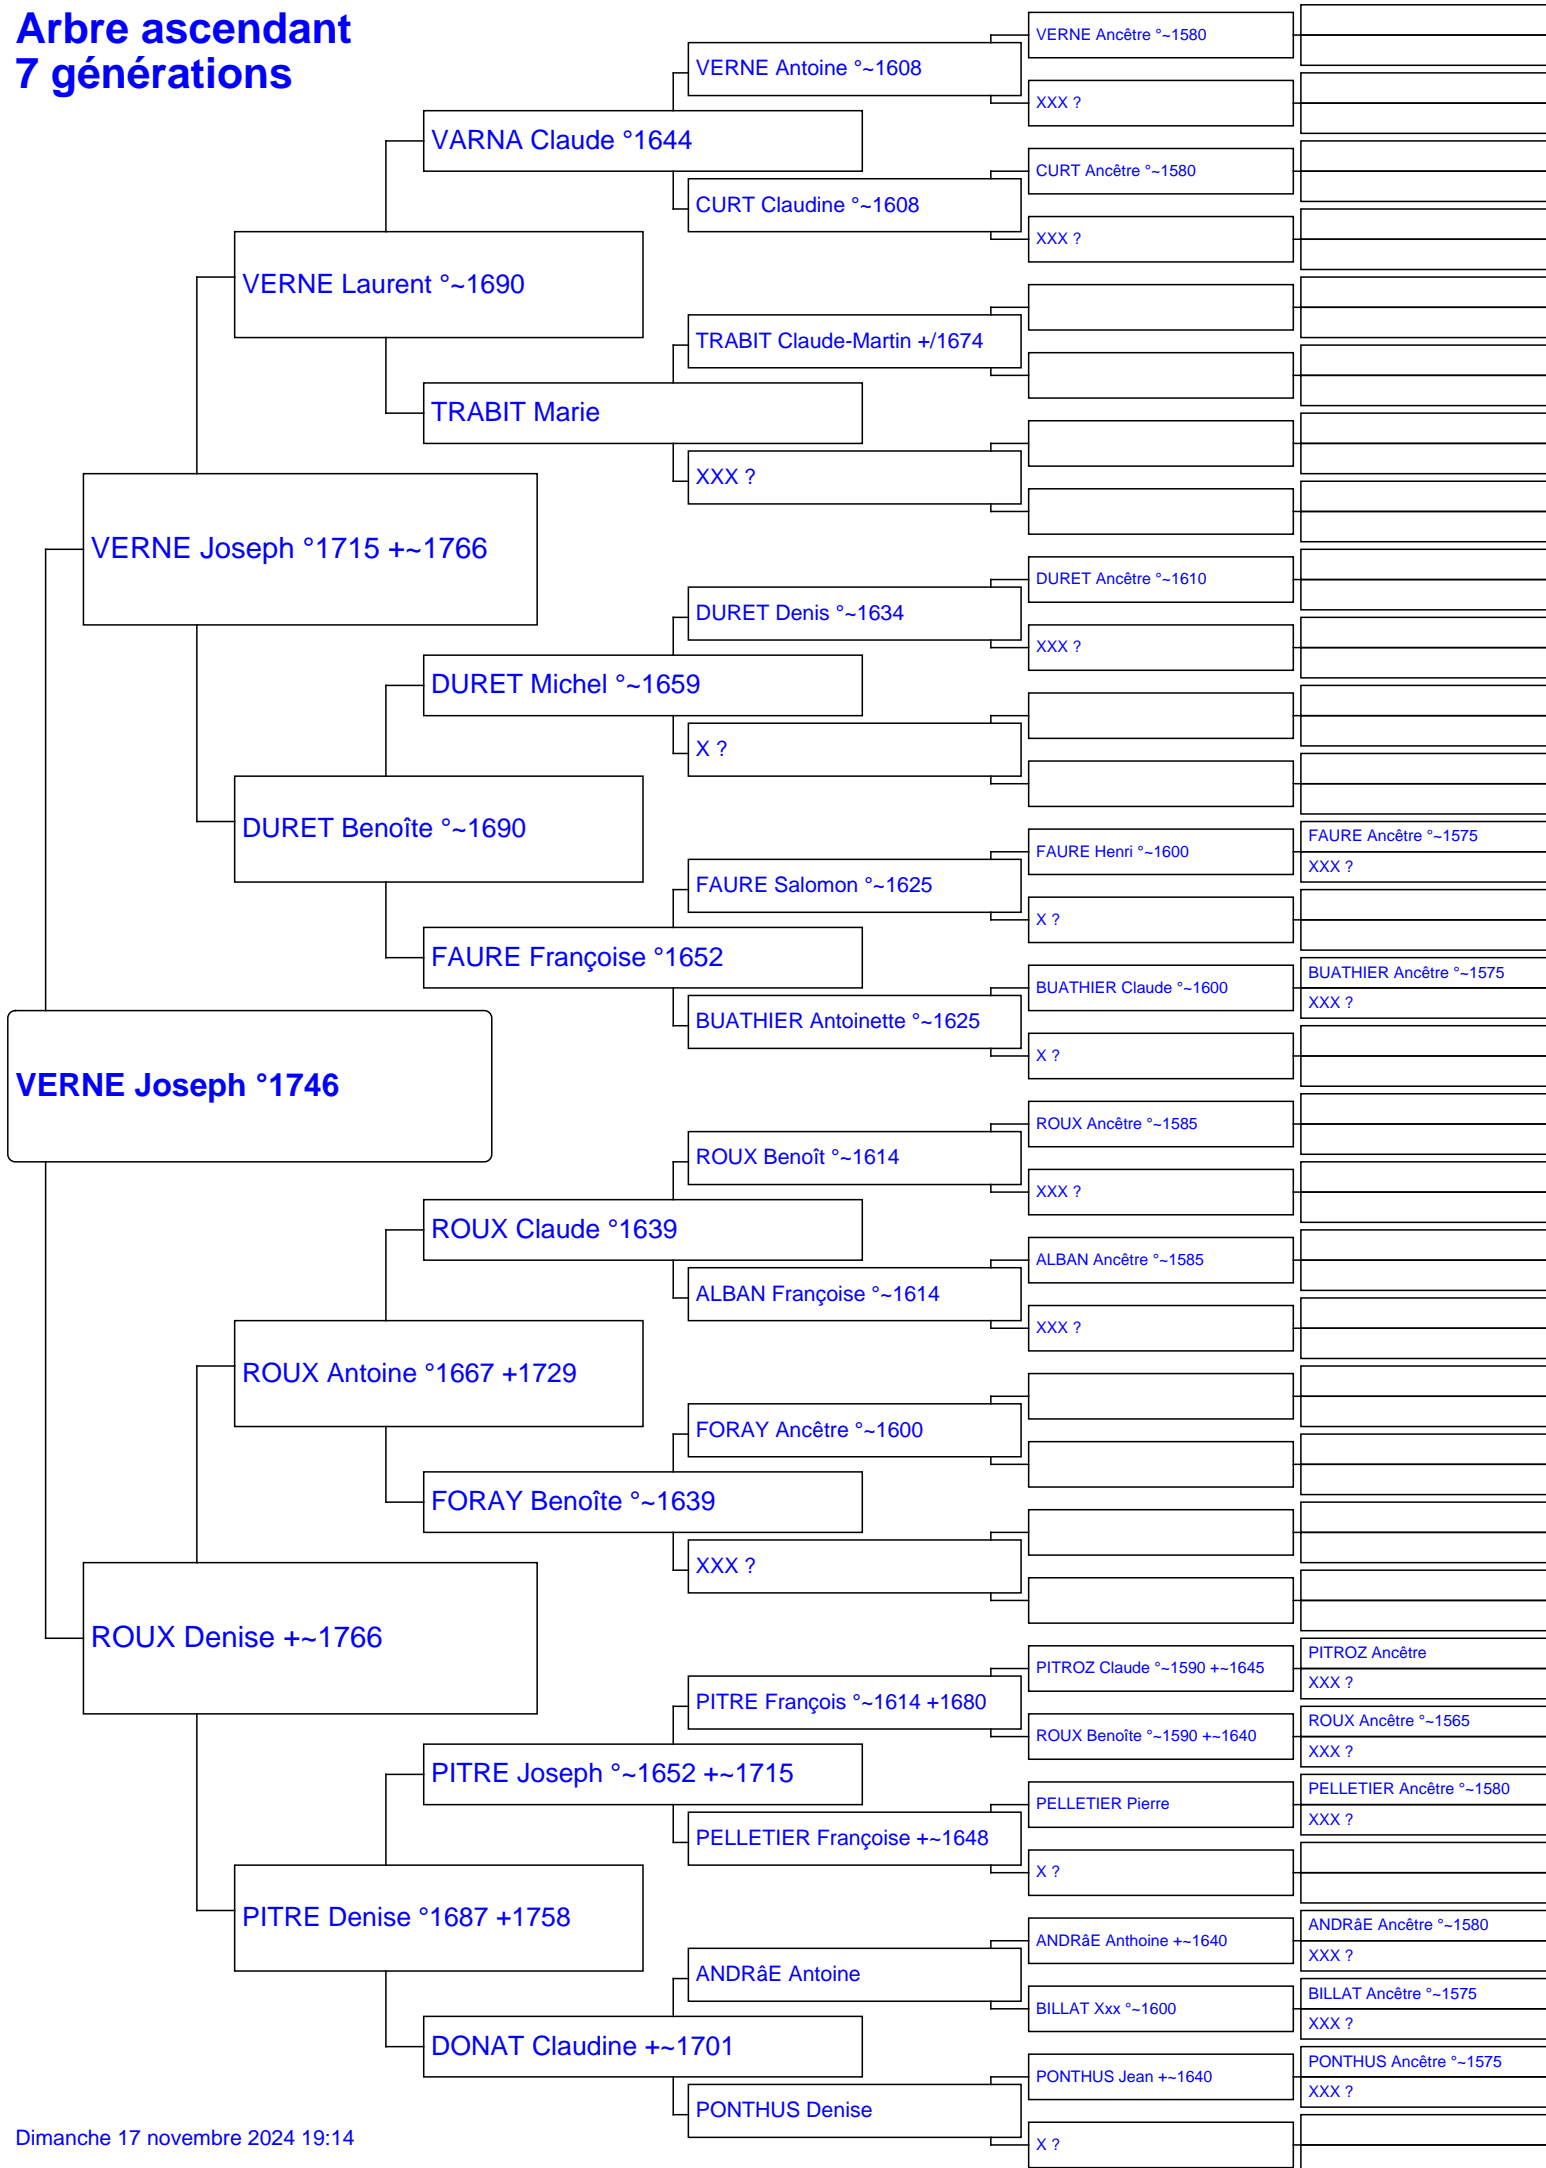 Arbre ascendant
7 générations
VERNE Joseph °1746
VERNE Joseph °1715 +~1766
ROUX Denise +~1766
VERNE Laurent °~1690
DURET Benoîte °~1690
ROUX Antoine °1667 +1729
PITRE Denise °1687 +1758
VARNA Claude °1644
TRABIT Marie
DURET Michel °~1659
FAURE Françoise °1652
ROUX Claude °1639
FORAY Benoîte °~1639
PITRE Joseph °~1652 +~1715
DONAT Claudine +~1701
VERNE Antoine °~1608
CURT Claudine °~1608
TRABIT Claude-Martin +/1674
XXX ?
DURET Denis °~1634
X ?
FAURE Salomon °~1625
BUATHIER Antoinette °~1625
ROUX Benoît °~1614
ALBAN Françoise °~1614
FORAY Ancêtre °~1600
XXX ?
PITRE François °~1614 +1680
PELLETIER Françoise +~1648
ANDRâE Antoine
PONTHUS Denise
VERNE Ancêtre °~1580
XXX ?
CURT Ancêtre °~1580
XXX ?
DURET Ancêtre °~1610
XXX ?
FAURE Henri °~1600
X ?
BUATHIER Claude °~1600
X ?
ROUX Ancêtre °~1585
XXX ?
ALBAN Ancêtre °~1585
XXX ?
PITROZ Claude °~1590 +~1645
ROUX Benoîte °~1590 +~1640
PELLETIER Pierre
X ?
ANDRâE Anthoine +~1640
BILLAT Xxx °~1600
PONTHUS Jean +~1640
X ?
FAURE Ancêtre °~1575
XXX ?
BUATHIER Ancêtre °~1575
XXX ?
PITROZ Ancêtre
XXX ?
ROUX Ancêtre °~1565
XXX ?
PELLETIER Ancêtre °~1580
XXX ?
ANDRâE Ancêtre °~1580
XXX ?
BILLAT Ancêtre °~1575
XXX ?
PONTHUS Ancêtre °~1575
XXX ?
Dimanche 17 novembre 2024 19:14